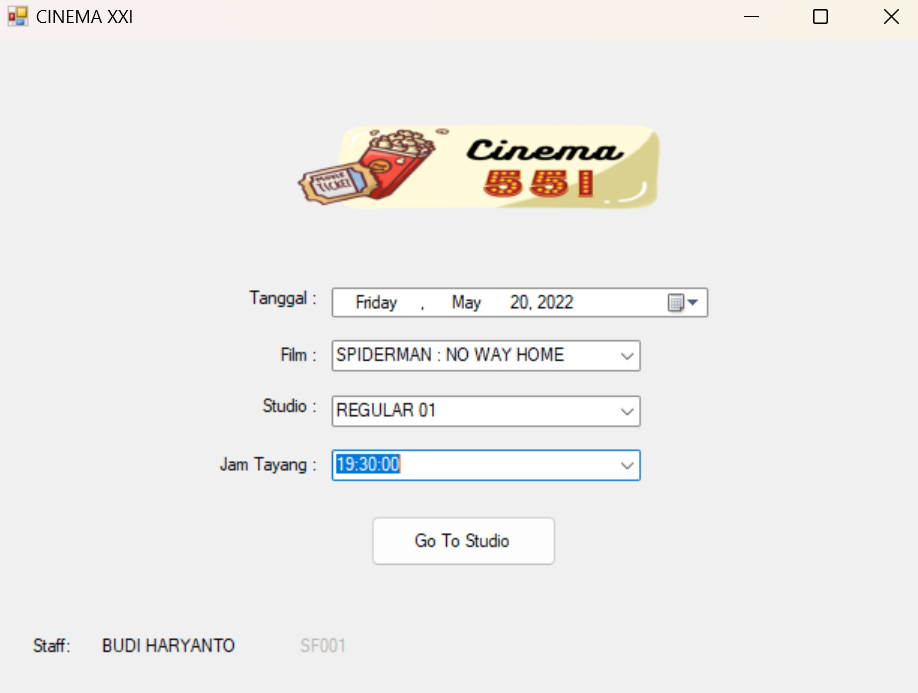 CINEMA XXI
MOVIE
TICKET
Cinema
551
Tanggal : Friday , May 20, 2022
Film : SPIDERMAN : NO WAY HOME
Studio : REGULAR 01
Jam Tayang : 19:30:00
Go To Studio
Staff: BUDI HARYANTO SF001